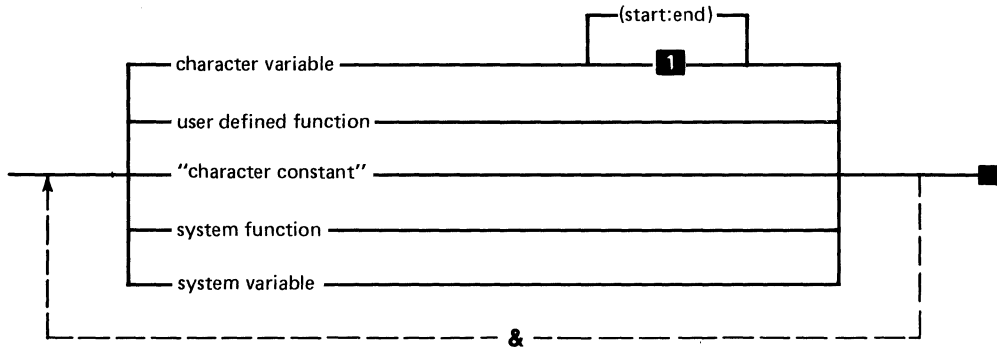 (start:end)
character variable
1
user defined function
"character constant"
system function
system variable
&